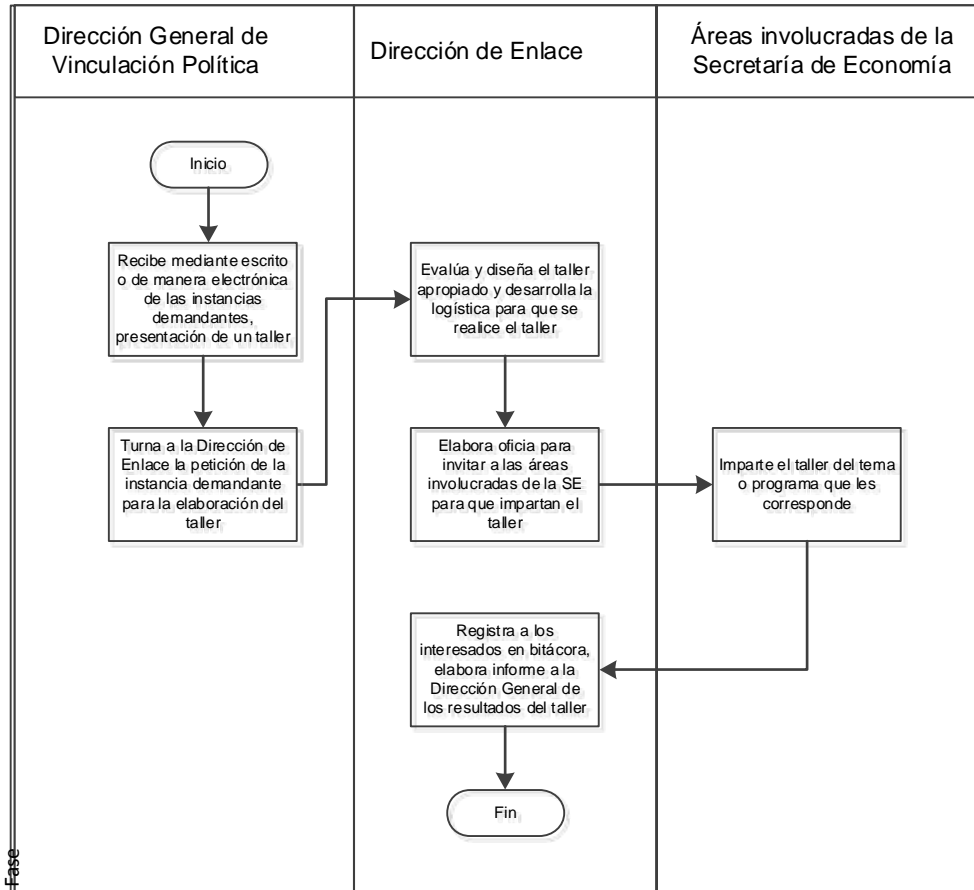 Dirección General de
Vinculación Política
Dirección de Enlace
Áreas involucradas de la
Secretaría de Economía
Inicio
Recibe mediante escrito
o de manera electrónica
de las instancias
demandantes,
presentación de un taller
Turna a la Dirección de
Enlace la petición de la
instancia demandante
para la elaboración del
taller
Evalúa y diseña el taller
apropiado y desarrolla la
logística para que se
realice el taller
Elabora oficia para
invitar a las áreas
involucradas de la SE
para que impartan el
taller
Imparte el taller del tema
o programa que les
corresponde
Registra a los
interesados en bitácora,
elabora informe a la
Dirección General de
los resultados del taller
Fin
Fase